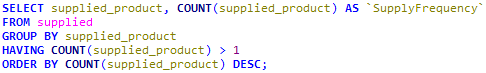 SELECT supplied_product, COUNT(supplied_product) AS `SupplyFrequency`
FROM supplied
GROUP BY supplied_product
HAVING COUNT(supplied_product) > 1
ORDER BY COUNT(supplied_product) DESC;